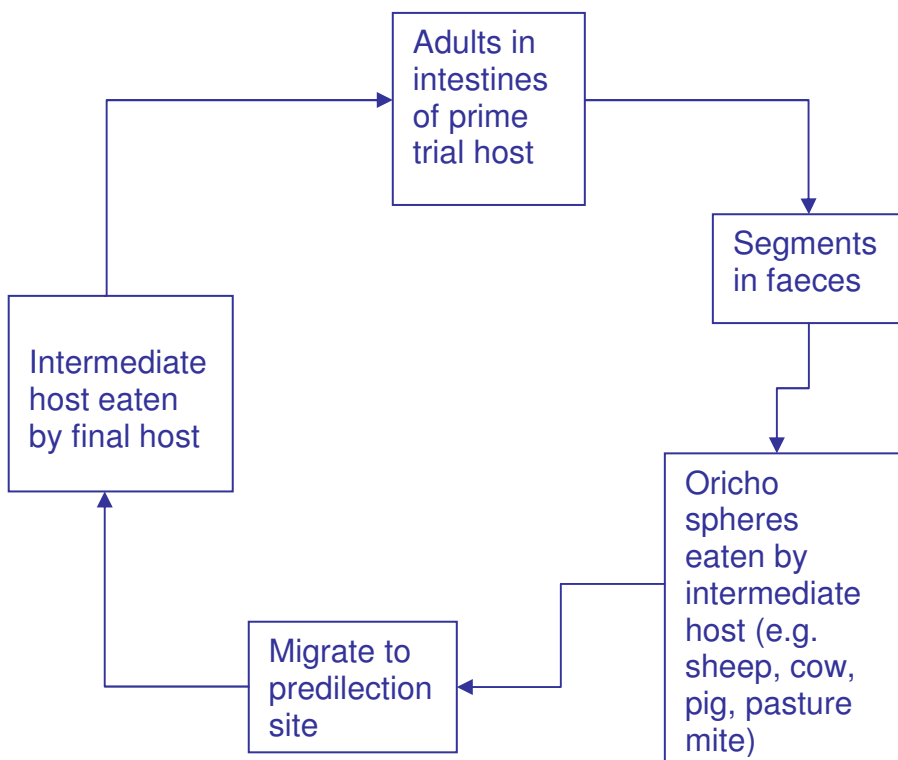 Adults in
intestines
of prime
trial host
Segments
in faeces
Oricho
spheres
eaten by
intermediate
host (e.g.
sheep, cow,
pig, pasture
mite)
Migrate to
predilection
site
Intermediate
host eaten
by final host